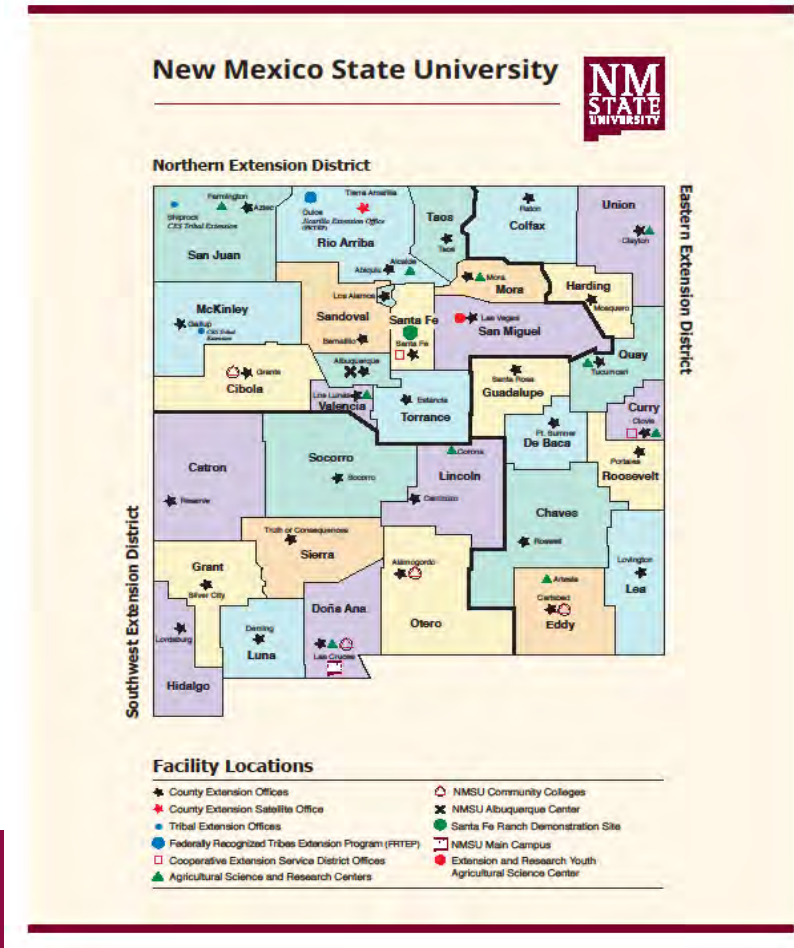 New Mexico State University
NM
STATE
UNIVERSITY
Northern Extension District
Eastern Extension District
Southwest Extension District
Farmington
Aztec
Shiprock
CES Tribal Extension
San Juan
Tierra Amarilla
Dulce
Jicarilla Extension Office
(FRTEP)
Rio Arriba
Abiquiu
Alcalde
Taos
Taos
Raton
Colfax
Union
Clayton
McKinley
Gallup
CES Tribal
Extension
Los Alamos
Sandoval
Bernalillo
Santa Fe
Santa Fe
Mora
Mora
Harding
Mosquero
Las Vegas
San Miguel
Quay
Tucumcari
Grants
Cibola
Albuquerque
Los Lunas
Valencia
Estancia
Torrance
Santa Rosa
Guadalupe
Curry
Clovis
Ft. Sumner
De Baca
Portales
Roosevelt
Catron
Reserve
Socorro
Socorro
Corona
Lincoln
Carrizozo
Chaves
Roswell
Truth or Consequences
Sierra
Grant
Silver City
Alamogordo
Otero
Artesia
Carlsbad
Eddy
Lovington
Lea
Lordsburg
Hidalgo
Deming
Luna
Doña Ana
Las Cruces
Facility Locations
County Extension Offices
County Extension Satellite Office
Tribal Extension Offices
Federally Recognized Tribes Extension Program (FRTEP)
Cooperative Extension Service District Offices
Agricultural Science and Research Centers
NMSU Community Colleges
NMSU Albuquerque Center
Santa Fe Ranch Demonstration Site
NMSU Main Campus
Extension and Research Youth
Agricultural Science Center